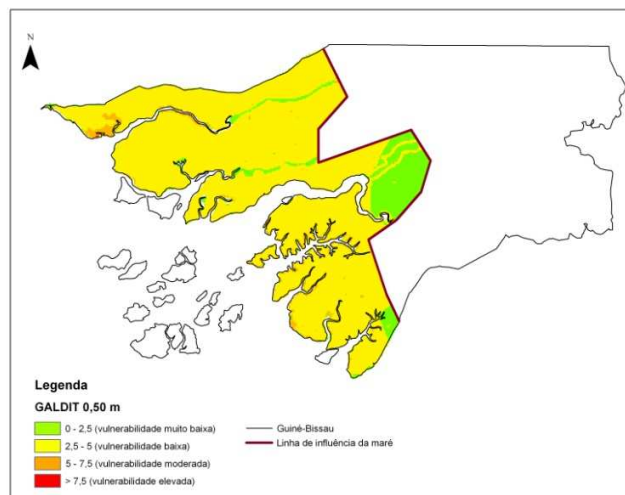 N
Legenda
GALDIT 0,50 m
0 - 2,5 (vulnerabilidade muito baixa)
2,5 - 5 (vulnerabilidade baixa)
5 - 7,5 (vulnerabilidade moderada)
> 7,5 (vulnerabilidade elevada)
Guiné-Bissau
Linha de influência da maré